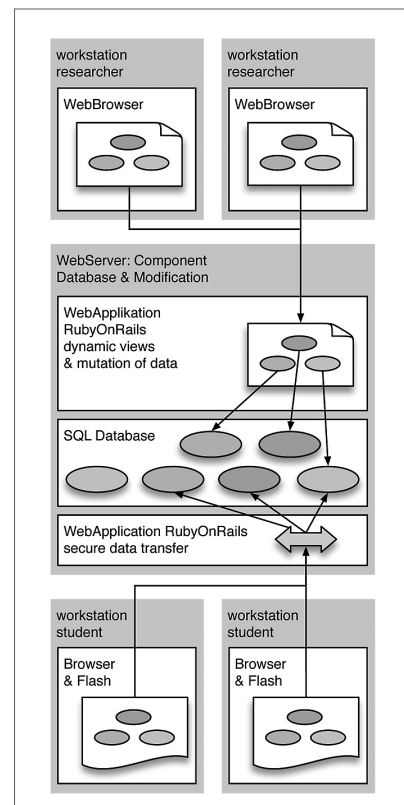 workstation
researcher
WebBrowser
workstation
researcher
WebBrowser
WebServer: Component
Database & Modification
WebApplikation
RubyOnRails
dynamic views
& mutation of data
SQL Database
WebApplication RubyOnRails
secure data transfer
workstation
student
Browser
& Flash
workstation
student
Browser
& Flash